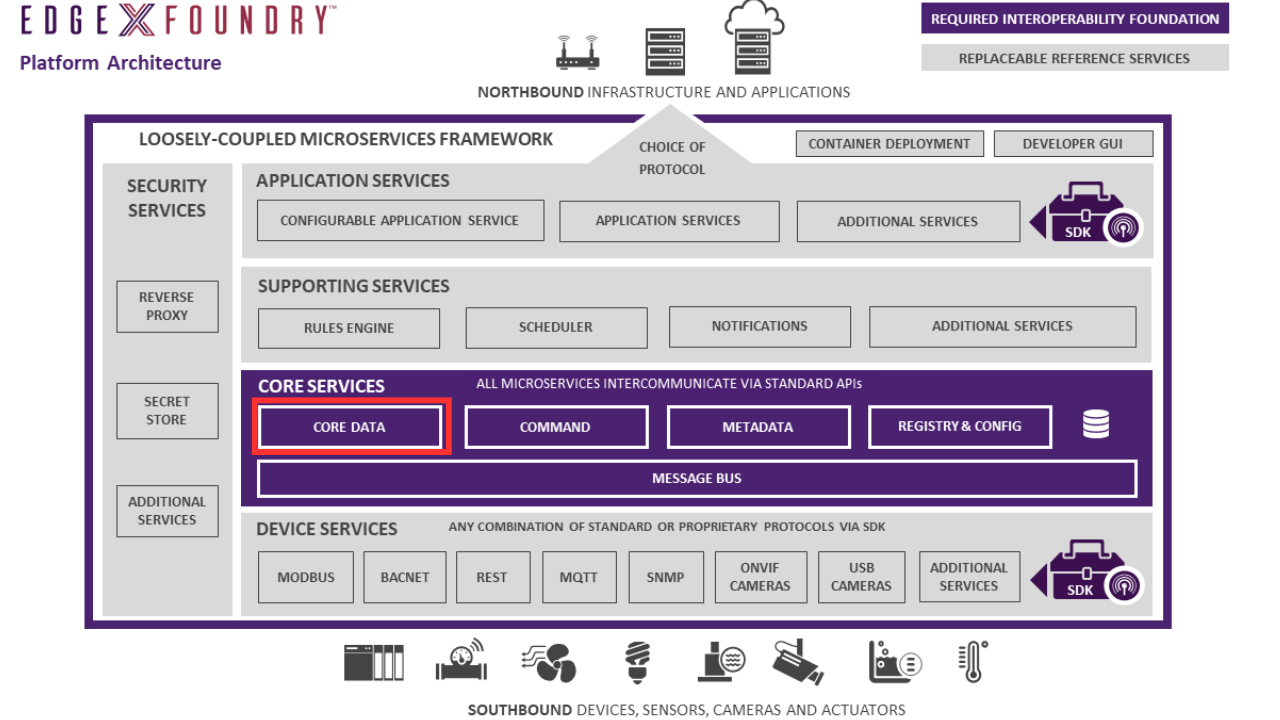 EDGEXFOUNDRY™
Platform Architecture
REQUIRED INTEROPERABILITY FOUNDATION
REPLACEABLE REFERENCE SERVICES
NORTHBOUND INFRASTRUCTURE AND APPLICATIONS
LOOSELY-COUPLED MICROSERVICES FRAMEWORK
CHOICE OF
PROTOCOL
CONTAINER DEPLOYMENT
DEVELOPER GUI
SECURITY
SERVICES
REVERSE
PROXY
SECRET
STORE
ADDITIONAL
SERVICES
APPLICATION SERVICES
CONFIGURABLE APPLICATION SERVICE
APPLICATION SERVICES
ADDITIONAL SERVICES
SDK
SUPPORTING SERVICES
RULES ENGINE
SCHEDULER
NOTIFICATIONS
ADDITIONAL SERVICES
CORE SERVICES
ALL MICROSERVICES INTERCOMMUNICATE VIA STANDARD APIs
CORE DATA
COMMAND
METADATA
REGISTRY & CONFIG
MESSAGE BUS
DEVICE SERVICES
ANY COMBINATION OF STANDARD OR PROPRIETARY PROTOCOLS VIA SDK
MODBUS
BACNET
REST
MQTT
SNMP
ONVIF
CAMERAS
USB
CAMERAS
ADDITIONAL
SERVICES
SDK
SOUTHBOUND DEVICES, SENSORS, CAMERAS AND ACTUATORS